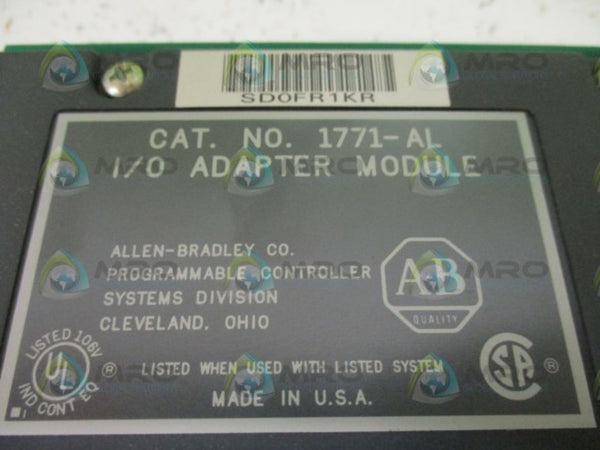 SD0FR1KR
CAT. NO. 1771-AL
I/O ADAPTER MODULE
ALLEN-BRADLEY CO.
PROGRAMMABLE CONTROLLER
SYSTEMS DIVISION
CLEVELAND, OHIO
AB
QUALITY
LISTED 106V
UL
IND CONT EQ
®
LISTED WHEN USED WITH LISTED SYSTEM
SA
®
MADE IN U.S.A.
MRO